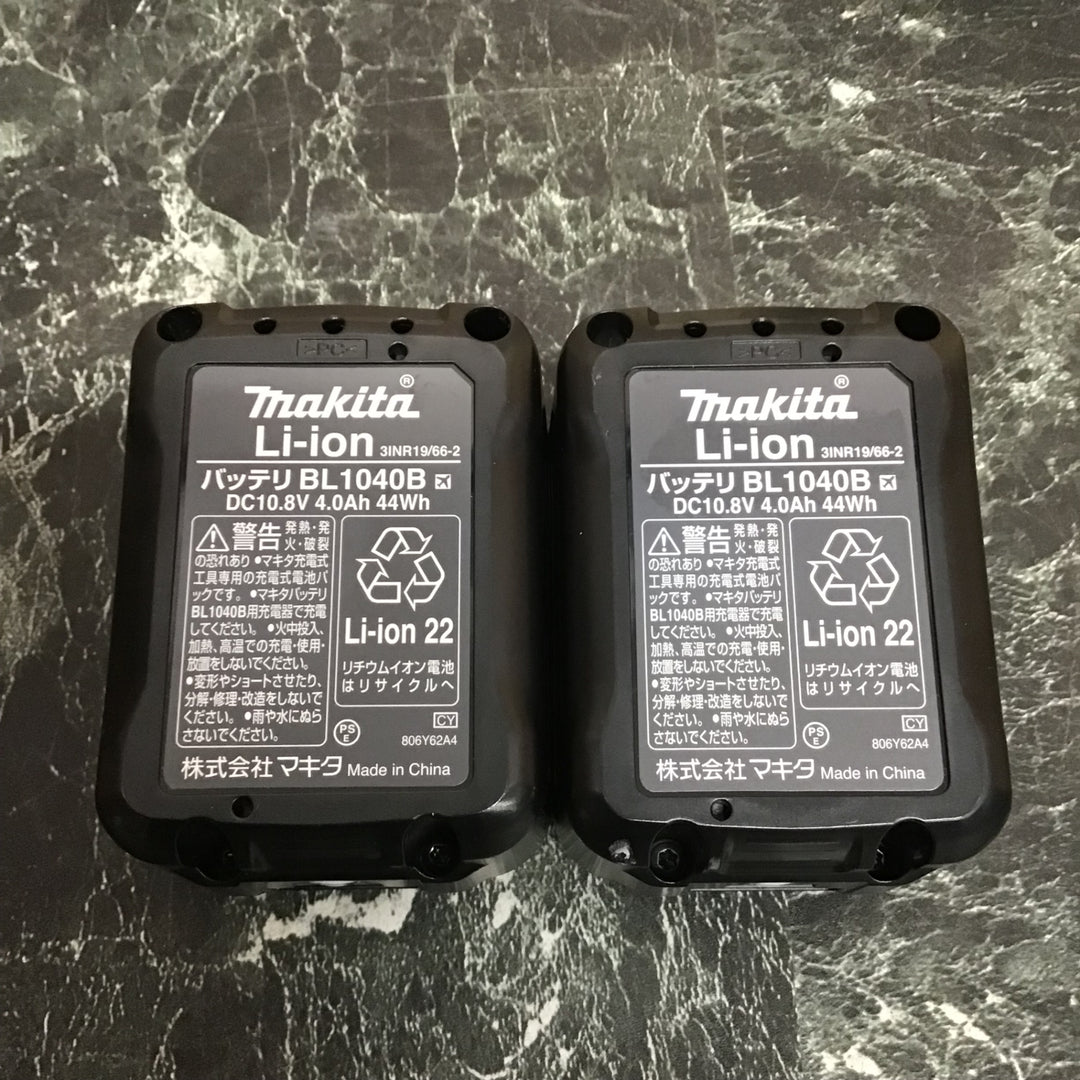 >PC<
makita®
Li-ion 3INR19/66-2
バッテリ BL1040B
DC10.8V 4.0Ah 44Wh
警告 発熱・発
火・破裂
の恐れあり ●マキタ充電式
工具専用の充電式電池パ
ックです。●マキタバッテリ
BL1040B用充電器で充電
してください。●火中投入、
加熱、高温での充電・使用・
放置をしないでください。
●変形やショートさせたり、
分解・修理・改造をしないで
ください。●雨や水にぬら
さないでください。
Li-ion 22
リチウムイオン電池
はリサイクルへ
PS
E
CY
806Y62A4
株式会社 マキタ Made in China
>PC<
makita®
Li-ion 3INR19/66-2
バッテリ BL1040B
DC10.8V 4.0Ah 44Wh
警告 発熱・発
火・破裂
の恐れあり ●マキタ充電式
工具専用の充電式電池パ
ックです。●マキタバッテリ
BL1040B用充電器で充電
してください。●火中投入、
加熱、高温での充電・使用・
放置をしないでください。
●変形やショートさせたり、
分解・修理・改造をしないで
ください。●雨や水にぬら
さないでください。
Li-ion 22
リチウムイオン電池
はリサイクルへ
PS
E
CY
806Y62A4
株式会社 マキタ Made in China